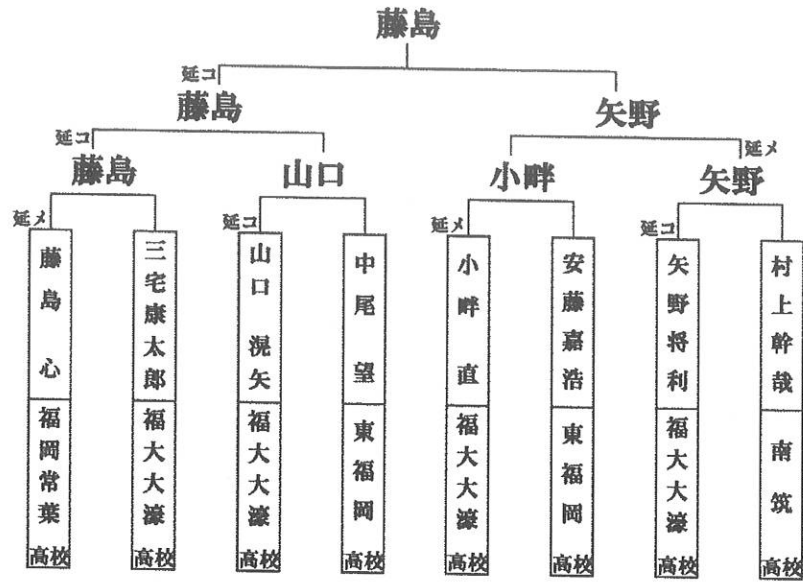 藤島
延コ
藤島 矢野
延コ 延メ
藤島 山口 小畔 矢野
延メ 延コ 延メ 延コ
藤島 心 福岡常葉高校
三宅康太郎 福大大濠高校
山口 滉矢 福大大濠高校
中尾望 東福岡高校
小畔 直 福大大濠高校
安藤嘉浩 東福岡高校
矢野将利 福大大濠高校
村上幹哉 南筑高校